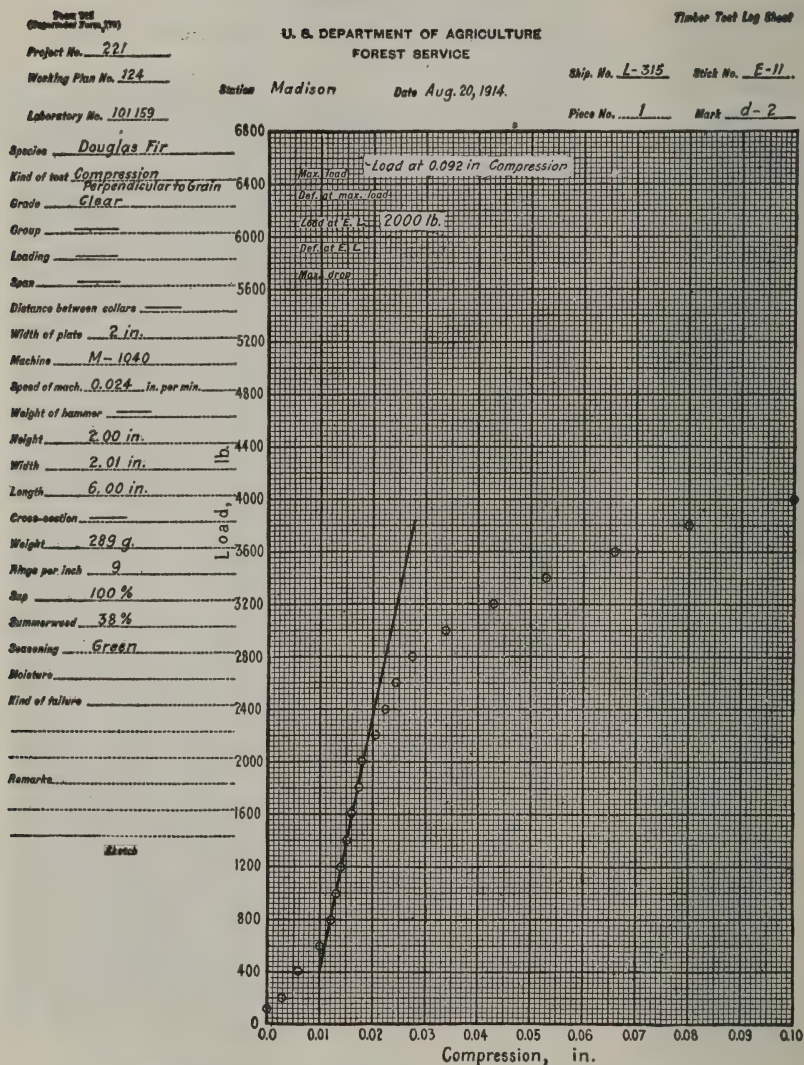 Timber Test Log Sheet
Project No. 221
U. S. DEPARTMENT OF AGRICULTURE
FOREST SERVICE
Working Plan No. 124
Station Madison Date Aug. 20, 1914.
Ship. No. L-315 Stick No. E-11
Laboratory No. 101159
Piece No. 1 Mark d-2
Species Douglas Fir
Kind of test Compression
Perpendicular to Grain
Grade Clear
Group
Loading
Span
Distance between collars
Width of plate 2 in.
Machine M-1040
Speed of mach. 0.024 in. per min.
Weight of hammer
Height 2.00 in.
Width 2.01 in.
Length 6.00 in.
Cross-section
Weight 289 g.
Rings per inch 9
Sap 100%
Summerwood 38%
Seasoning Green
Moisture
Kind of failure
Remarks
Sketch
Max. load Load at 0.092 in Compression
Def. at max. load
Load at E. L. 2000 lb.
Def. at E. L.
Max. drop
6800
6400
6000
5600
5200
4800
4400
4000
3600
3200
2800
2400
2000
1600
1200
800
400
0
Load, lb.
0.0 0.01 0.02 0.03 0.04 0.05 0.06 0.07 0.08 0.09 0.10
Compression, in.